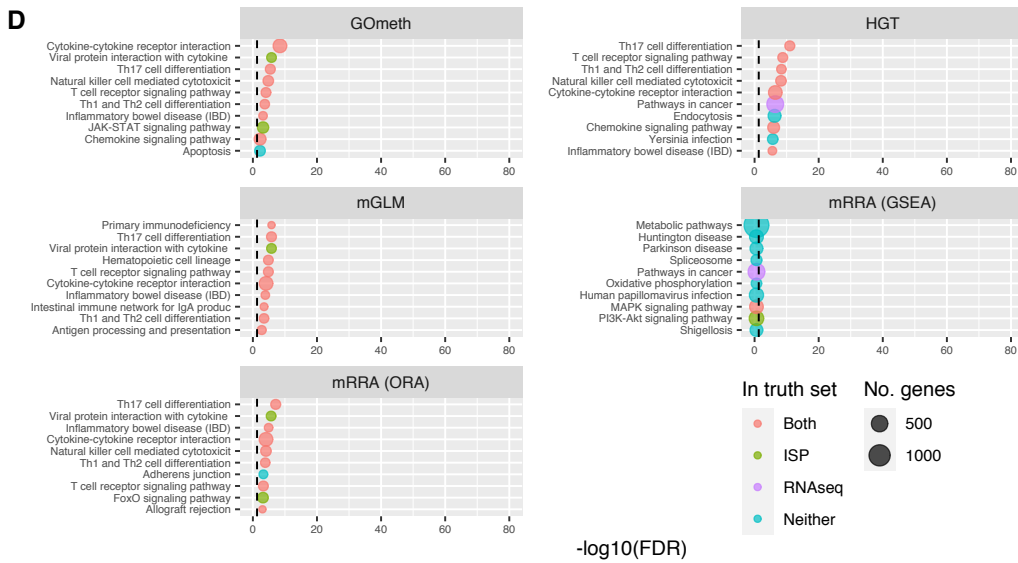 D
GOmeth
Cytokine-cytokine receptor interaction
Viral protein interaction with cytokine
Th17 cell differentiation
Natural killer cell mediated cytotoxicit
T cell receptor signaling pathway
Th1 and Th2 cell differentiation
Inflammatory bowel disease (IBD)
JAK-STAT signaling pathway
Chemokine signaling pathway
Apoptosis
0 20 40 60 80
HGT
Th17 cell differentiation
T cell receptor signaling pathway
Th1 and Th2 cell differentiation
Natural killer cell mediated cytotoxicit
Cytokine-cytokine receptor interaction
Pathways in cancer
Endocytosis
Chemokine signaling pathway
Yersinia infection
Inflammatory bowel disease (IBD)
0 20 40 60 80
mGLM
Primary immunodeficiency
Th17 cell differentiation
Viral protein interaction with cytokine
Hematopoietic cell lineage
T cell receptor signaling pathway
Cytokine-cytokine receptor interaction
Inflammatory bowel disease (IBD)
Intestinal immune network for IgA produc
Th1 and Th2 cell differentiation
Antigen processing and presentation
0 20 40 60 80
mRRA (GSEA)
Metabolic pathways
Huntington disease
Parkinson disease
Spliceosome
Pathways in cancer
Oxidative phosphorylation
Human papillomavirus infection
MAPK signaling pathway
PI3K-Akt signaling pathway
Shigellosis
0 20 40 60 80
mRRA (ORA)
Th17 cell differentiation
Viral protein interaction with cytokine
Inflammatory bowel disease (IBD)
Cytokine-cytokine receptor interaction
Natural killer cell mediated cytotoxicit
Th1 and Th2 cell differentiation
Adherens junction
T cell receptor signaling pathway
FoxO signaling pathway
Allograft rejection
0 20 40 60 80
In truth set
Both
ISP
RNAseq
Neither
No. genes
500
1000
-log10(FDR)